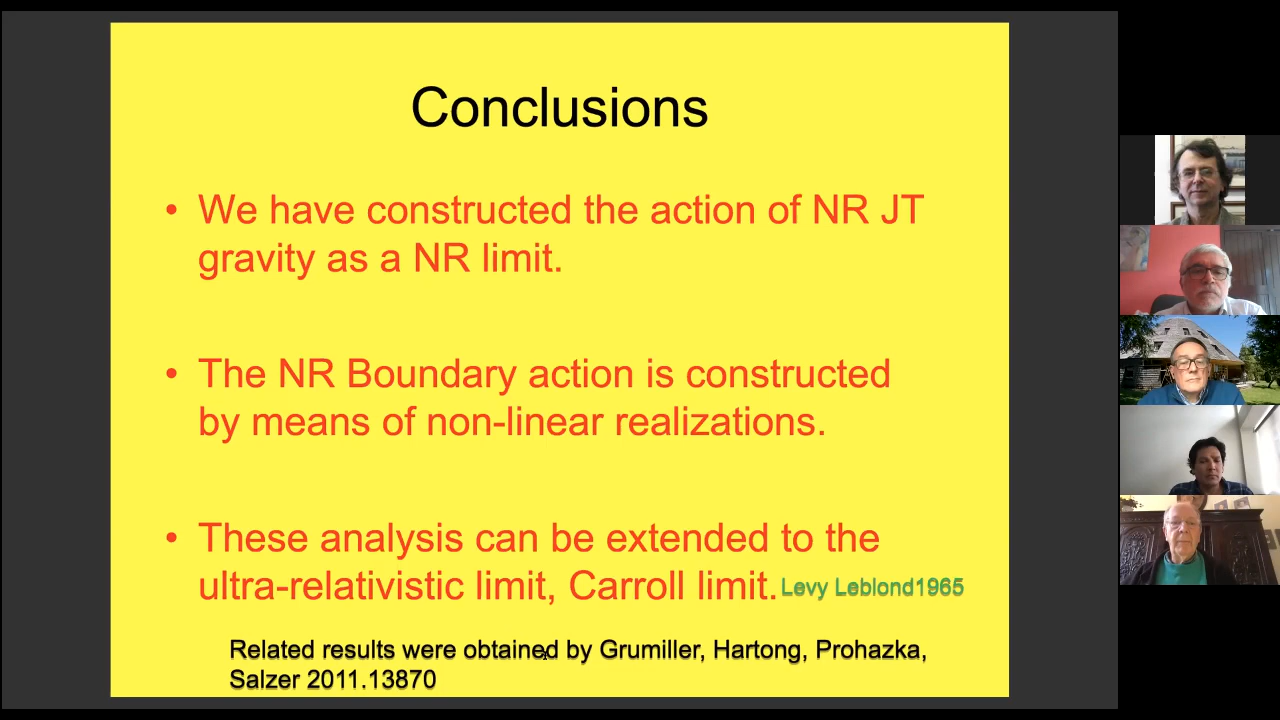 Conclusions
• We have constructed the action of NR JT
gravity as a NR limit.
• The NR Boundary action is constructed
by means of non-linear realizations.
• These analysis can be extended to the
ultra-relativistic limit, Carroll limit. Levy Leblond1965
Related results were obtained by Grumiller, Hartong, Prohazka,
Salzer 2011.13870